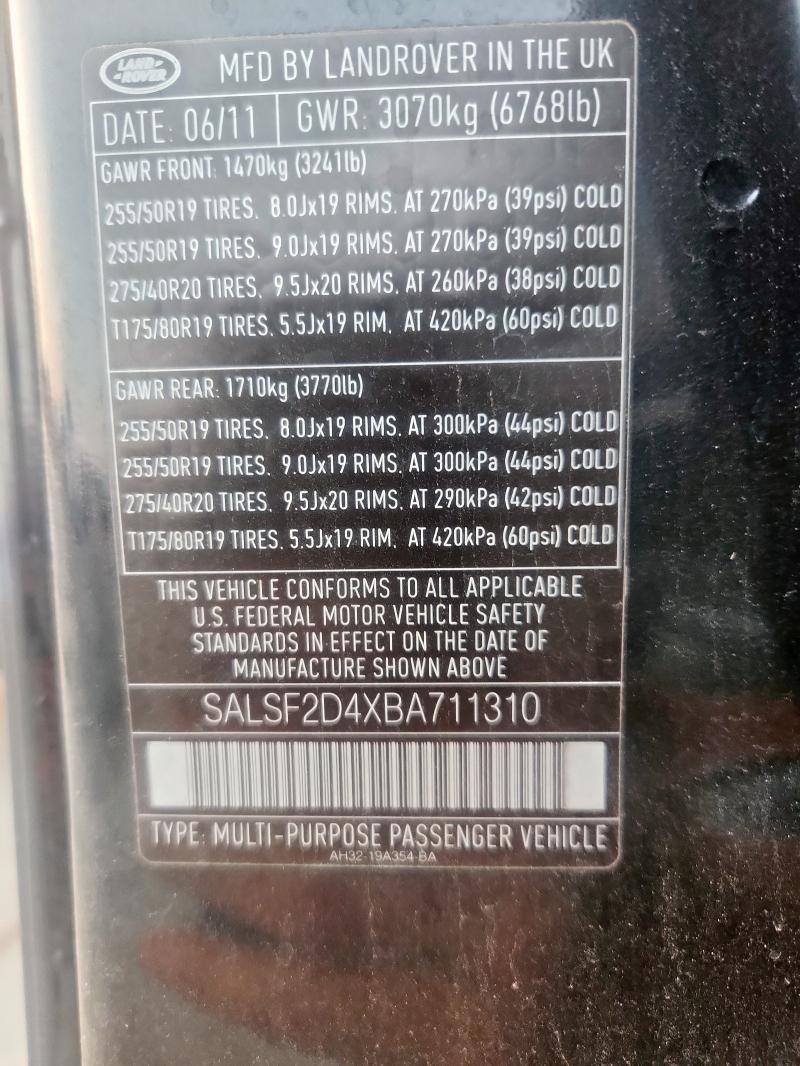 LAND-
-ROVER
MFD BY LANDROVER IN THE UK
DATE: 06/11 GWR: 3070kg (6768lb)
GAWR FRONT: 1470kg (3241lb)
255/50R19 TIRES, 8.0Jx19 RIMS, AT 270kPa (39psi) COLD
255/50R19 TIRES, 9.0Jx19 RIMS, AT 270kPa (39psi) COLD
275/40R20 TIRES, 9.5Jx20 RIMS, AT 260kPa (38psi) COLD
T175/80R19 TIRES, 5.5Jx19 RIM, AT 420kPa (60psi) COLD
GAWR REAR: 1710kg (3770lb)
255/50R19 TIRES, 8.0Jx19 RIMS, AT 300kPa (44psi) COLD
255/50R19 TIRES, 9.0Jx19 RIMS, AT 300kPa (44psi) COLD
275/40R20 TIRES, 9.5Jx20 RIMS, AT 290kPa (42psi) COLD
T175/80R19 TIRES, 5.5Jx19 RIM, AT 420kPa (60psi) COLD
THIS VEHICLE CONFORMS TO ALL APPLICABLE
U.S. FEDERAL MOTOR VEHICLE SAFETY
STANDARDS IN EFFECT ON THE DATE OF
MANUFACTURE SHOWN ABOVE
SALSF2D4XBA711310
TYPE: MULTI-PURPOSE PASSENGER VEHICLE
AH32-19A354-BA